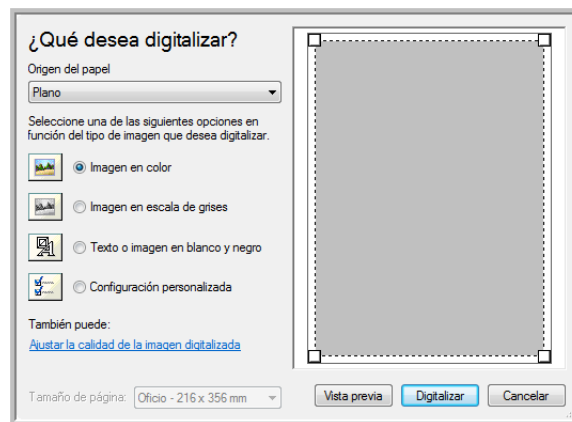 ¿Qué desea digitalizar?
Origen del papel
Plano
Seleccione una de las siguientes opciones en
función del tipo de imagen que desea digitalizar.
Imagen en color
Imagen en escala de grises
Texto o imagen en blanco y negro
Configuración personalizada
También puede:
Ajustar la calidad de la imagen digitalizada
Tamaño de página: Oficio - 216 x 356 mm
Vista previa Digitalizar Cancelar